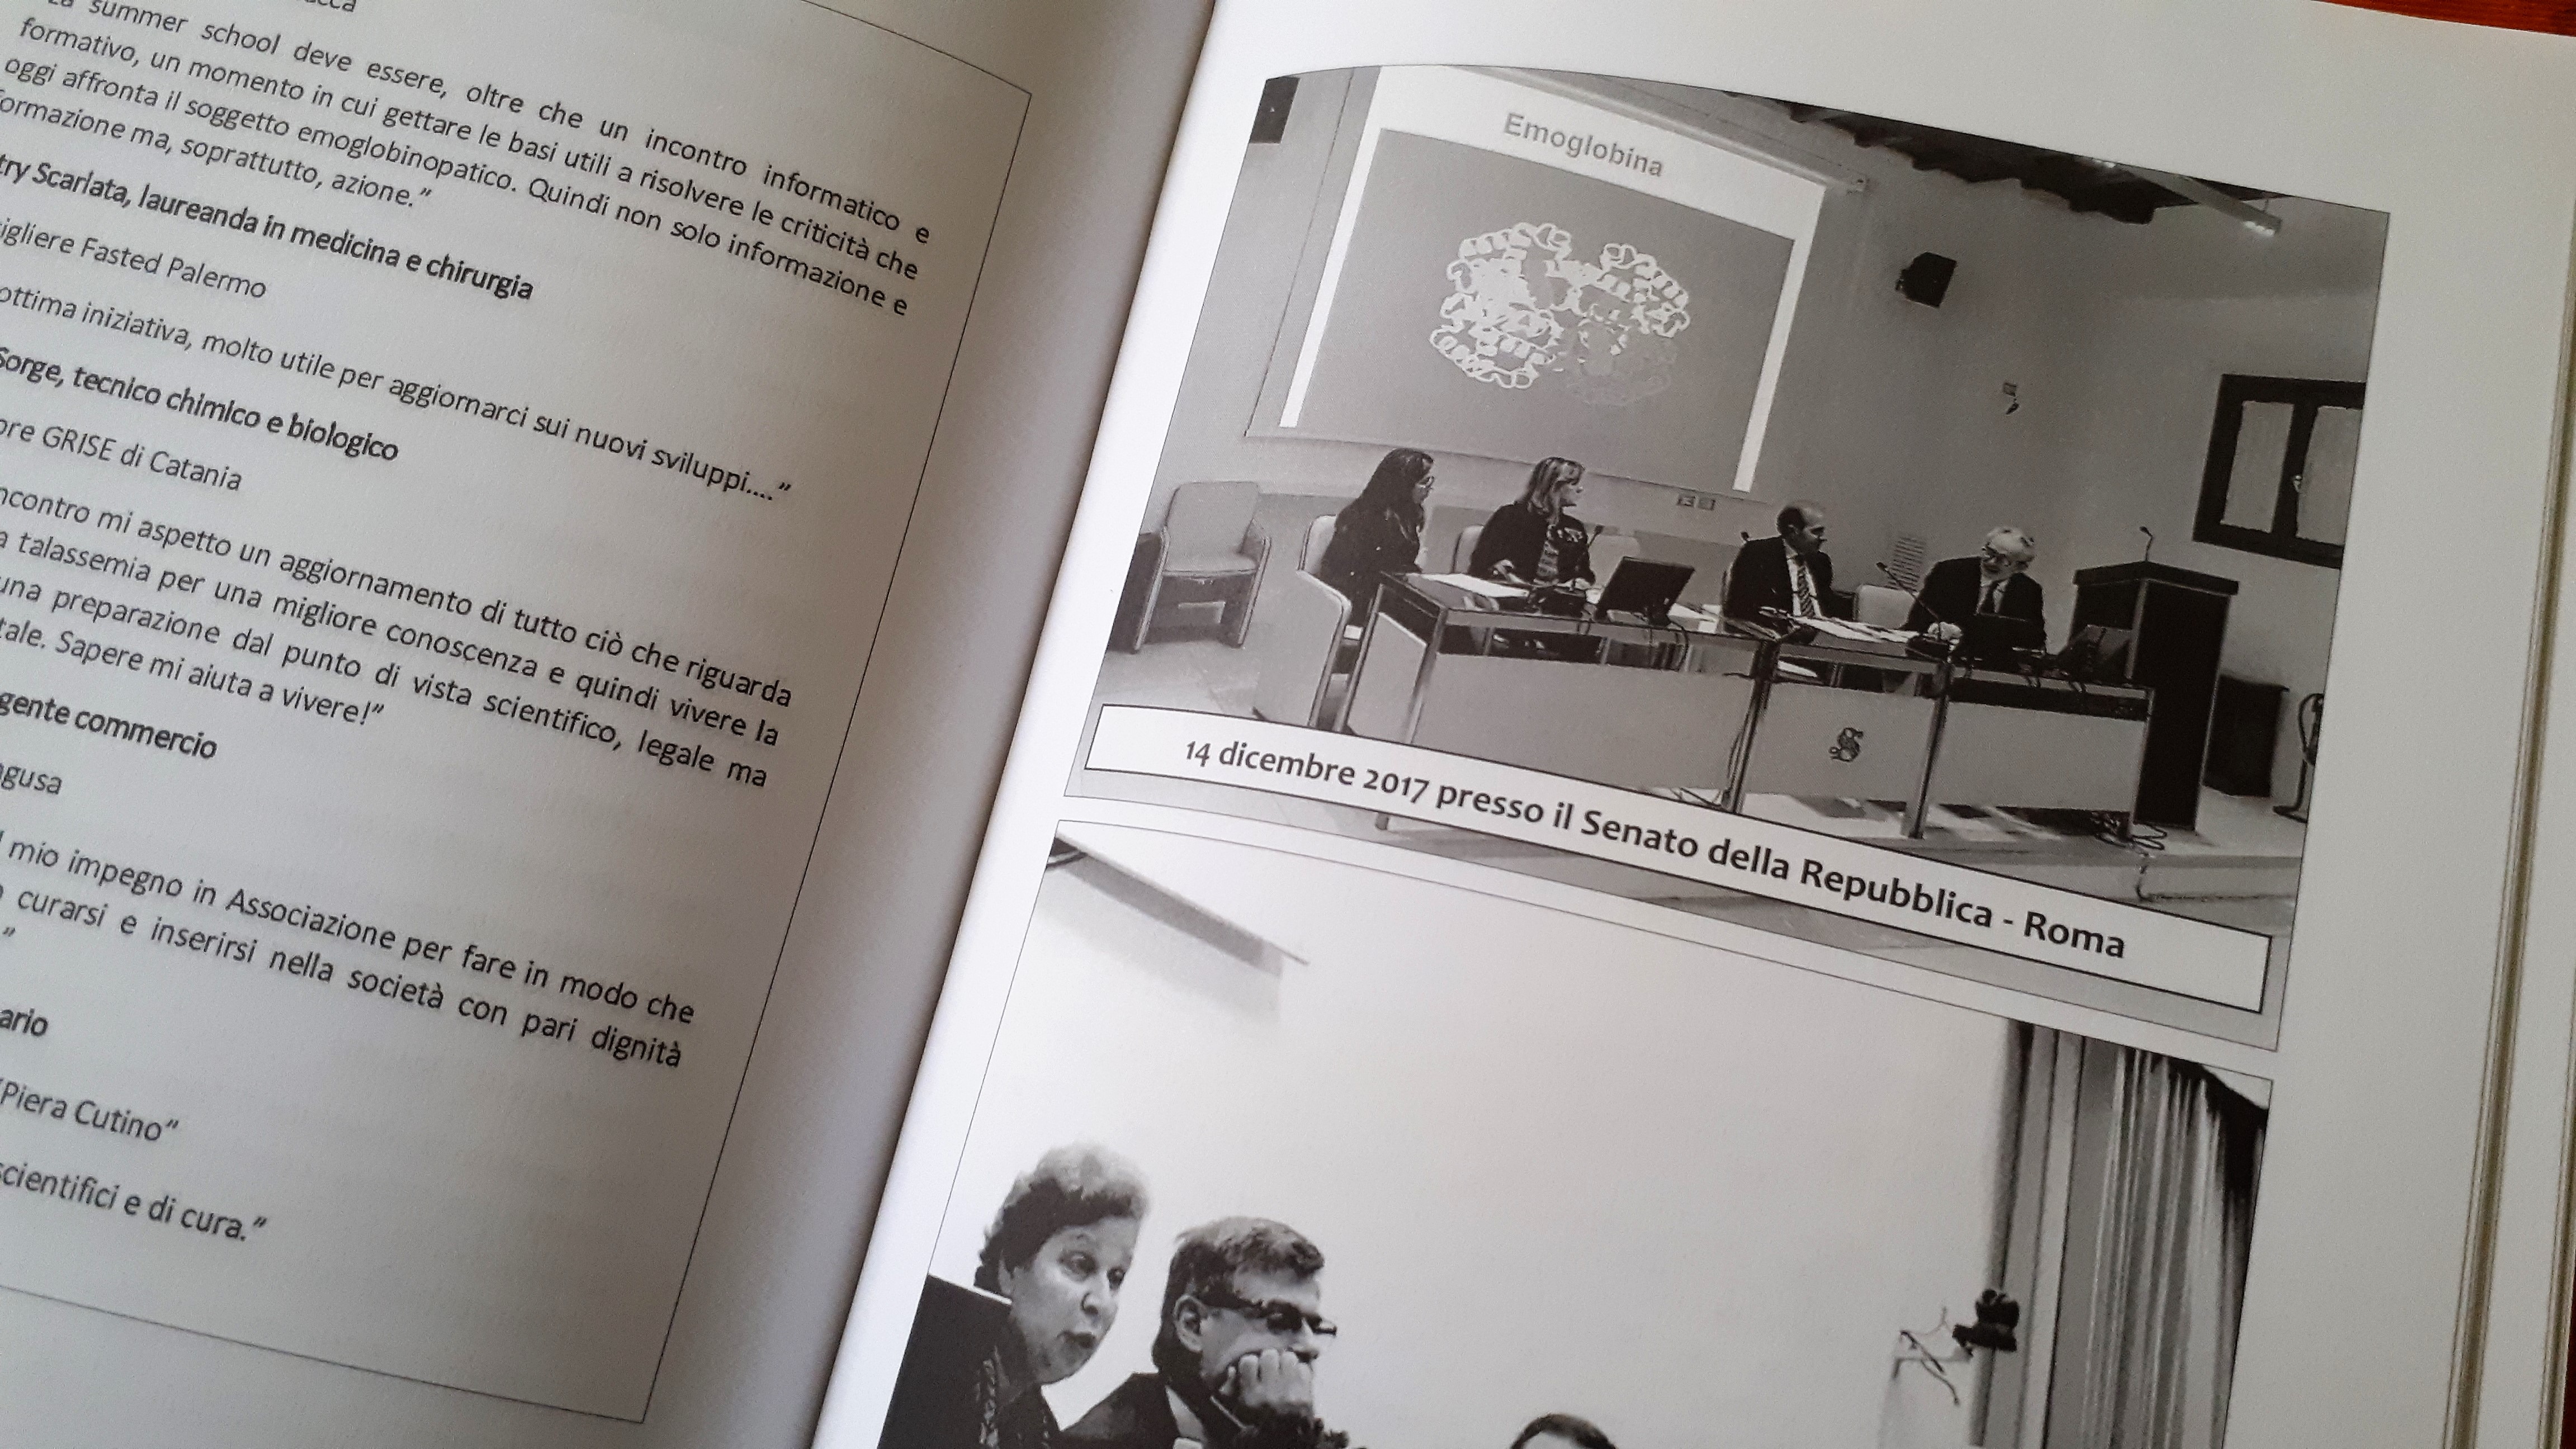 summer school deve essere, oltre che un incontro informatico e
formativo, un momento in cui gettare le basi utili a risolvere le criticità che
oggi affronta il soggetto emoglobinopatico. Quindi non solo informazione e
formazione ma, soprattutto, azione.”
try Scarlata, laureanda in medicina e chirurgia
igliere Fasted Palermo
ottima iniziativa, molto utile per aggiornarci sui nuovi sviluppi....”
Sorge, tecnico chimico e biologico
ore GRISE di Catania
ncontro mi aspetto un aggiornamento di tutto ciò che riguarda
a talassemia per una migliore conoscenza e quindi vivere la
una preparazione dal punto di vista scientifico, legale ma
tale. Sapere mi aiuta a vivere!”
gente commercio
gusa
l mio impegno in Associazione per fare in modo che
curarsi e inserirsi nella società con pari dignità
”
ario
“Piera Cutino”
scientifici e di cura.”
Emoglobina
S
14 dicembre 2017 presso il Senato della Repubblica - Roma